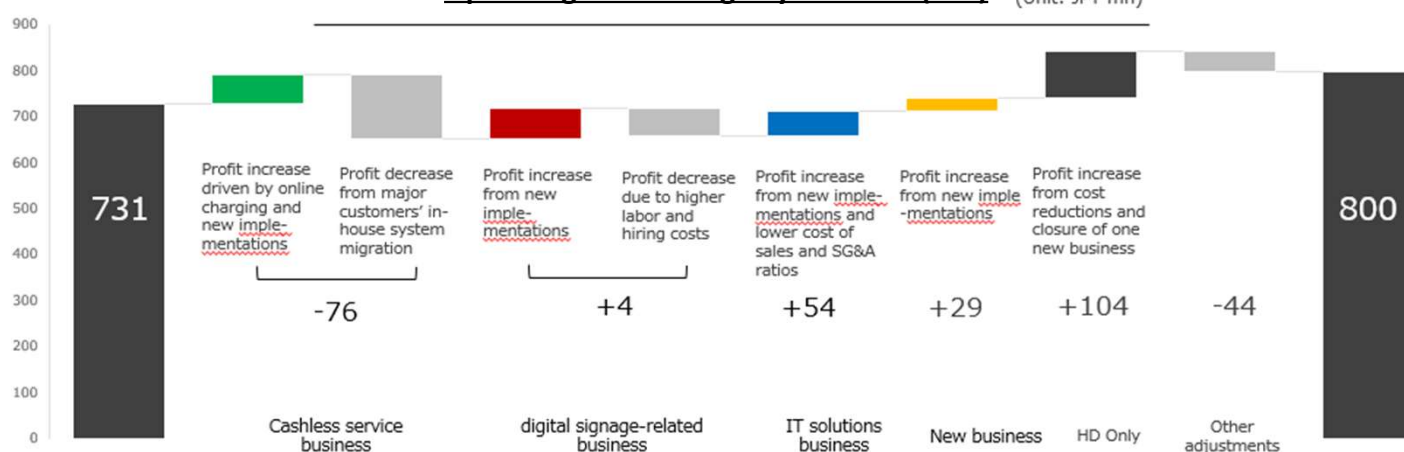 (Unit: JPY mn)
900
800
700
600
500
400
300
200
100
0
731
Profit increase
driven by online
charging and
new imple-
mentations
Profit decrease
from major
customers' in-
house system
migration
-76
Profit increase
from new
imple-
mentations
Profit decrease
due to higher
labor and
hiring costs
+4
Profit increase
from new imple-
mentations and
lower cost of
sales and SG&A
ratios
+54
Profit increase
from new imple
-mentations
+29
Profit increase
from cost
reductions and
closure of one
new business
+104
-44
800
Cashless service
business
digital signage-related
business
IT solutions
business
New business
HD Only
Other
adjustments